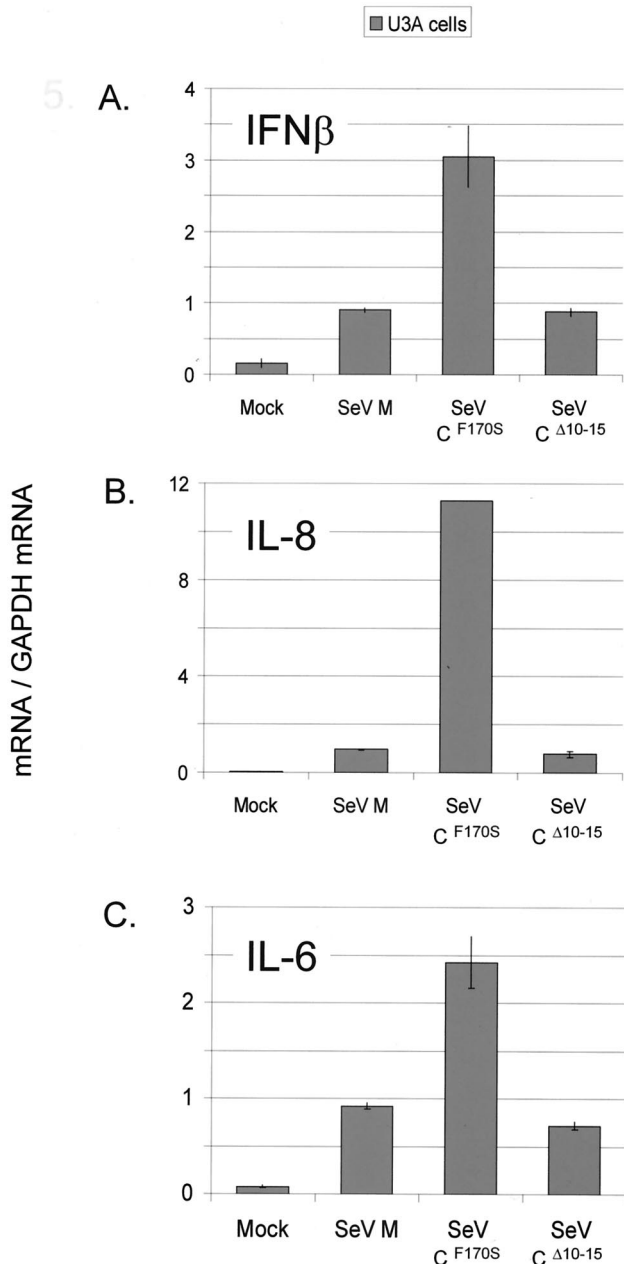 U3A cells
5.
A.
IFNβ
4
3
2
1
0
Mock
SeV M
SeV
C F170S
SeV
C Δ10-15
mRNA / GAPDH mRNA
B.
IL-8
12
8
4
0
Mock
SeV M
SeV
C F170S
SeV
C Δ10-15
C.
IL-6
3
2
1
0
Mock
SeV M
SeV
C F170S
SeV
C Δ10-15